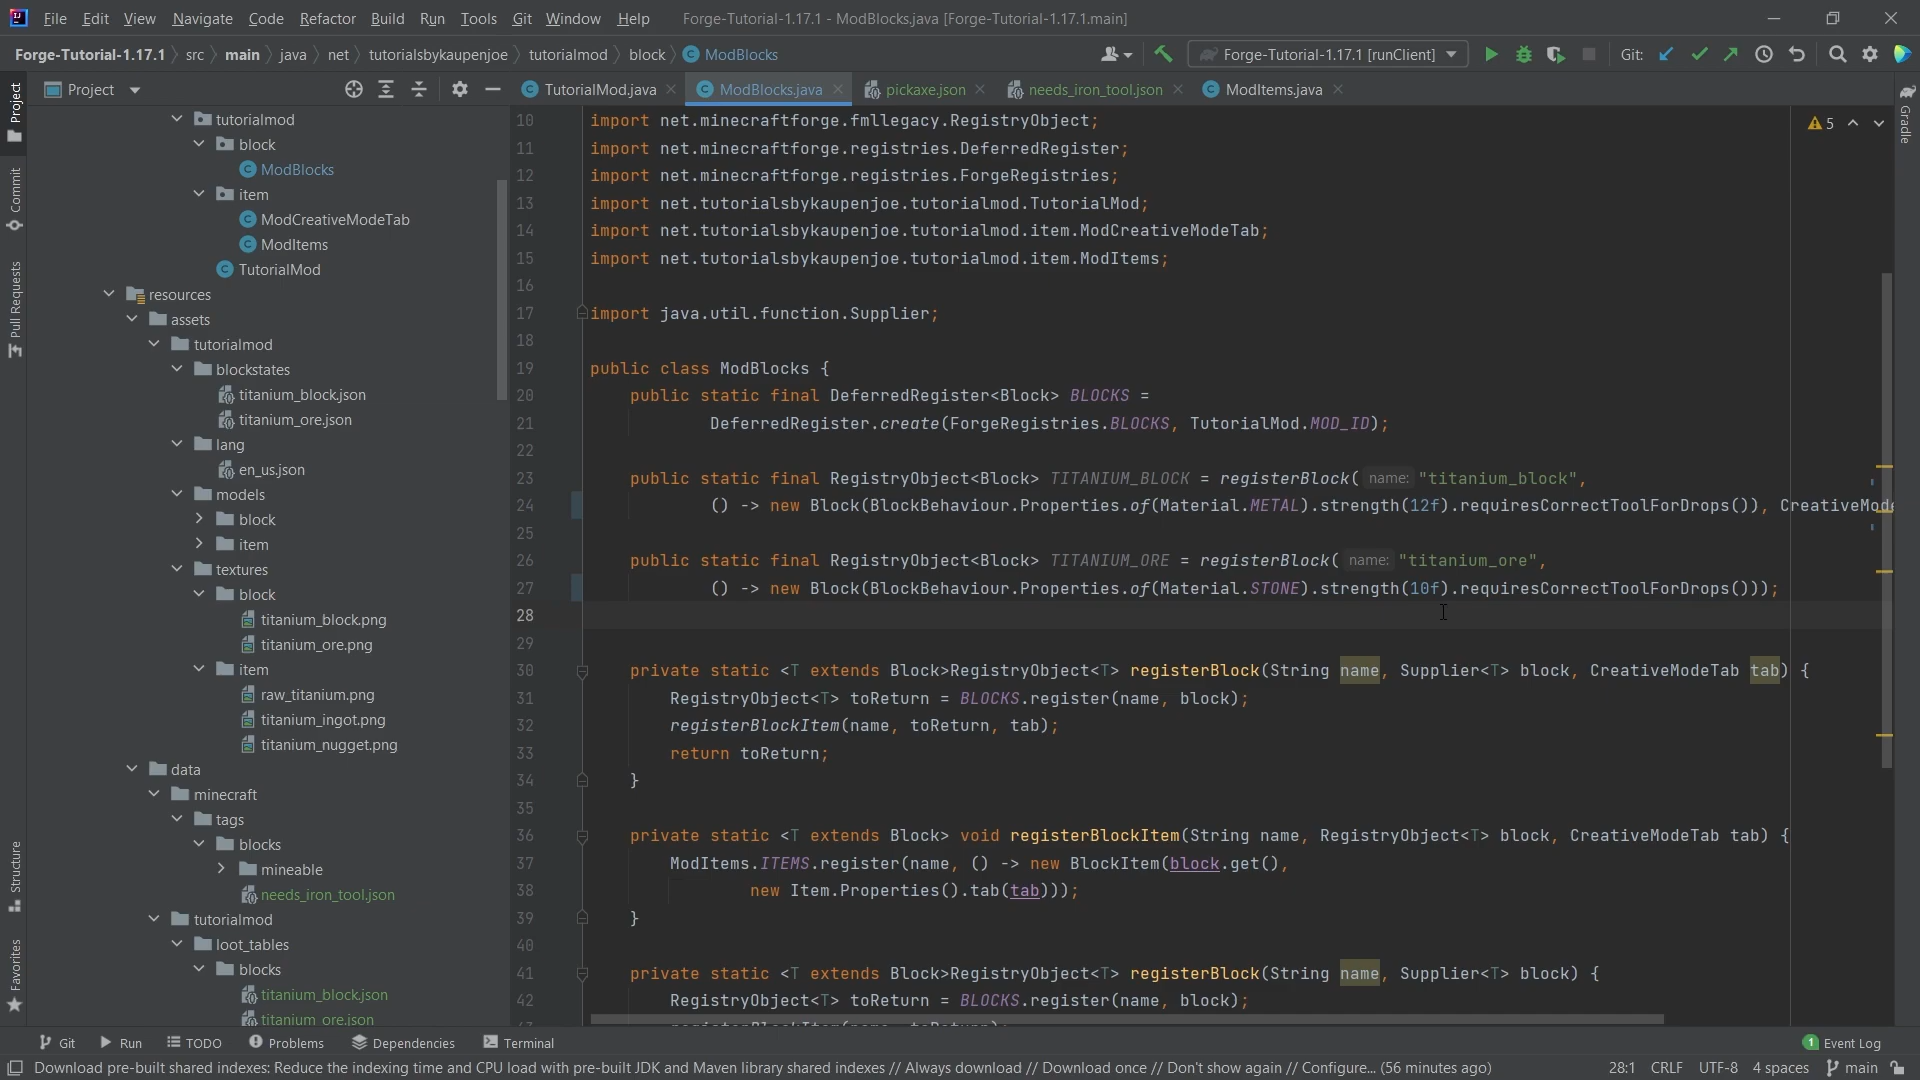 File Edit View Navigate Code Refactor Build Run Tools Git Window Help Forge-Tutorial-1.17.1 - ModBlocks.java [Forge-Tutorial-1.17.1.main]
Forge-Tutorial-1.17.1 src main java net tutorialsbykaupenjoe tutorialmod block ModBlocks Forge-Tutorial-1.17.1 [runClient] Git:
Project TutorialMod.java ModBlocks.java pickaxe.json needs_iron_tool.json ModItems.java
Project
Commit
Pull Requests
Structure
Favorites
Gradle
tutorialmod
block
ModBlocks
item
ModCreativeModeTab
ModItems
TutorialMod
resources
assets
tutorialmod
blockstates
titanium_block.json
titanium_ore.json
lang
en_us.json
models
block
item
textures
block
titanium_block.png
titanium_ore.png
item
raw_titanium.png
titanium_ingot.png
titanium_nugget.png
data
minecraft
tags
blocks
mineable
needs_iron_tool.json
tutorialmod
loot_tables
blocks
titanium_block.json
titanium_ore.json
5
10 import net.minecraftforge.fmllegacy.RegistryObject;
11 import net.minecraftforge.registries.DeferredRegister;
12 import net.minecraftforge.registries.ForgeRegistries;
13 import net.tutorialsbykaupenjoe.tutorialmod.TutorialMod;
14 import net.tutorialsbykaupenjoe.tutorialmod.item.ModCreativeModeTab;
15 import net.tutorialsbykaupenjoe.tutorialmod.item.ModItems;
16
17 import java.util.function.Supplier;
18
19 public class ModBlocks {
20 public static final DeferredRegister<Block> BLOCKS =
21 DeferredRegister.create(ForgeRegistries.BLOCKS, TutorialMod.MOD_ID);
22
23 public static final RegistryObject<Block> TITANIUM_BLOCK = registerBlock( name: "titanium_block",
24 () -> new Block(BlockBehaviour.Properties.of(Material.METAL).strength(12f).requiresCorrectToolForDrops()), CreativeMode
25
26 public static final RegistryObject<Block> TITANIUM_ORE = registerBlock( name: "titanium_ore",
27 () -> new Block(BlockBehaviour.Properties.of(Material.STONE).strength(10f).requiresCorrectToolForDrops()));
28
29
30 private static <T extends Block>RegistryObject<T> registerBlock(String name, Supplier<T> block, CreativeModeTab tab) {
31 RegistryObject<T> toReturn = BLOCKS.register(name, block);
32 registerBlockItem(name, toReturn, tab);
33 return toReturn;
34 }
35
36 private static <T extends Block> void registerBlockItem(String name, RegistryObject<T> block, CreativeModeTab tab) {
37 ModItems.ITEMS.register(name, () -> new BlockItem(block.get(),
38 new Item.Properties().tab(tab)));
39 }
40
41 private static <T extends Block>RegistryObject<T> registerBlock(String name, Supplier<T> block) {
42 RegistryObject<T> toReturn = BLOCKS.register(name, block);
Git Run TODO Problems Dependencies Terminal 1 Event Log
Download pre-built shared indexes: Reduce the indexing time and CPU load with pre-built JDK and Maven library shared indexes // Always download // Download once // Don't show again // Configure... (56 minutes ago) 28:1 CRLF UTF-8 4 spaces main